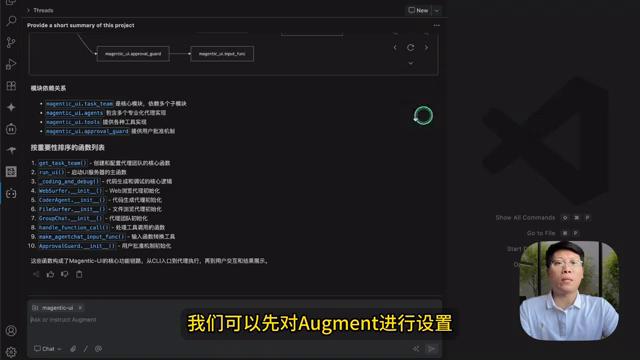 Threads
New
Provide a short summary of this project
magentic_ui.approval_guard
magentic_ui.input_func
模块依赖关系
magentic_ui.task_team 是核心模块，依赖多个子模块
magentic_ui.agents 包含多个专业化代理实现
magentic_ui.tools 提供各种工具实现
magentic_ui.approval_guard 提供用户批准机制
按重要性排序的函数列表
1. get_task_team() - 创建和配置代理团队的核心函数
2. run_ui() - 启动UI服务器的主函数
3. _coding_and_debug() - 代码生成和调试的核心逻辑
4. WebSurfer.__init__() - Web浏览代理初始化
5. CoderAgent.__init__() - 代码生成代理初始化
6. FileSurfer.__init__() - 文件浏览代理初始化
7. GroupChat.__init__() - 代理团队初始化
8. handle_function_call() - 处理工具调用的函数
9. make_agentchat_input_func() - 输入函数转换工具
10. ApprovalGuard.__init__() - 用户批准机制初始化
这些函数构成了Magentic-UI的核心功能链路，从CLI入口到代理执行，再到用户交互和结果展示。
Show All Commands
Go to File
Start
magentic-ui
Ask or instruct Augment
Chat
我们可以先对Augment进行设置